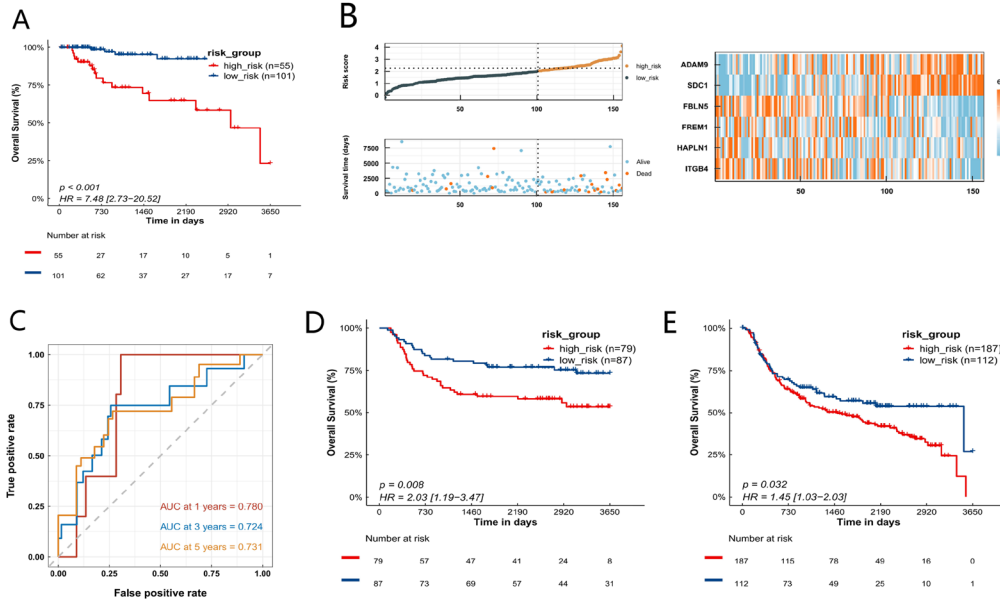 A
100%
75%
50%
25%
0%
Overall Survival (%)
risk_group
high_risk (n=55)
low_risk (n=101)
p < 0.001
HR = 7.48 [2.73−20.52]
0 730 1460 2190 2920 3650
Time in days
Number at risk
55 27 17 10 5 1
101 62 37 27 17 7
B
Risk score
4
3
2
1
0
50 100 150
high_risk
low_risk
Survival time (days)
7500
5000
2500
0
50 100 150
Alive
Dead
ADAM9
SDC1
FBLN5
FREM1
HAPLN1
ITGB4
50 100 150
e
C
True positive rate
1.00
0.75
0.50
0.25
0.00
AUC at 1 years = 0.780
AUC at 3 years = 0.724
AUC at 5 years = 0.731
0.00 0.25 0.50 0.75 1.00
False positive rate
D
100%
75%
50%
25%
0%
Overall Survival (%)
risk_group
high_risk (n=79)
low_risk (n=87)
p = 0.008
HR = 2.03 [1.19−3.47]
0 730 1460 2190 2920 3650
Time in days
Number at risk
79 57 47 41 24 8
87 73 69 57 44 31
E
100%
75%
50%
25%
0%
Overall Survival (%)
risk_group
high_risk (n=187)
low_risk (n=112)
p = 0.032
HR = 1.45 [1.03−2.03]
0 730 1460 2190 2920 3650
Time in days
Number at risk
187 115 78 49 16 0
112 73 49 25 10 1